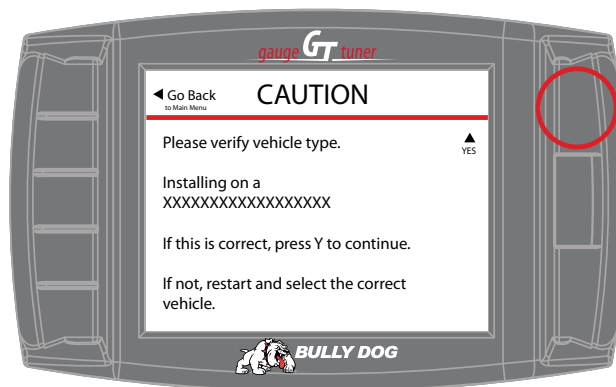 gauge GT tuner
Go Back
to Main Menu
CAUTION
Please verify vehicle type.
YES
Installing on a
XXXXXXXXXXXXXXXXXX
If this is correct, press Y to continue.
If not, restart and select the correct
vehicle.
BULLY DOG